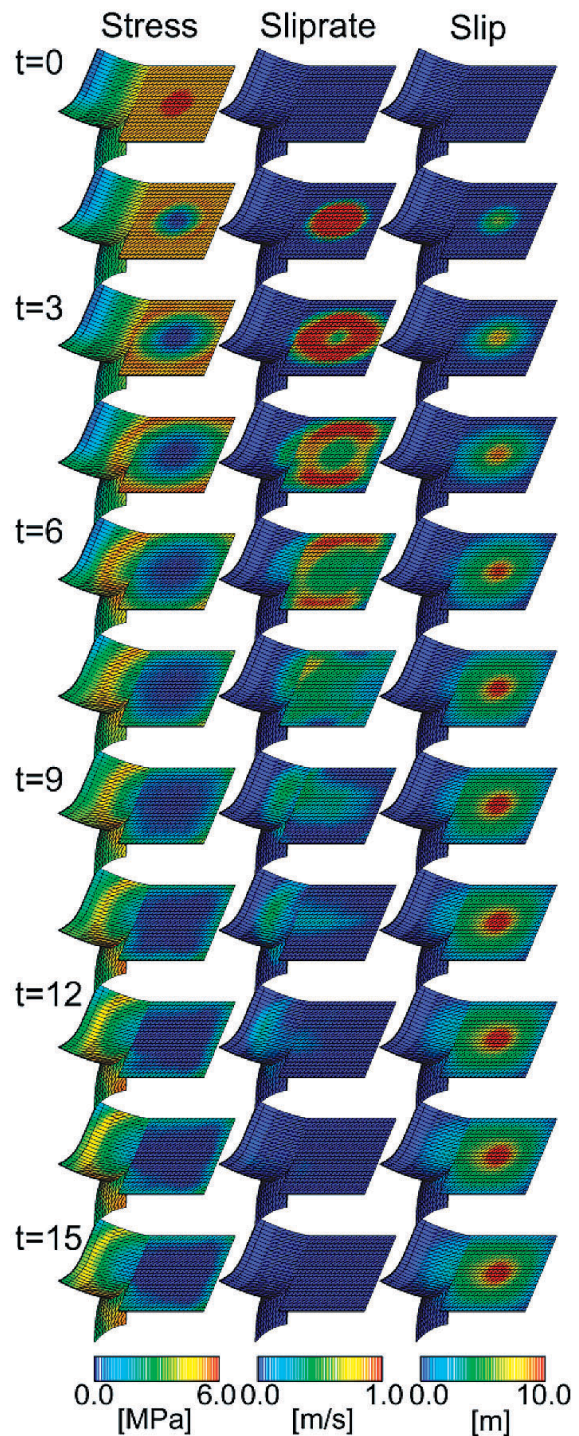 Stress Sliprate Slip
t=0
t=3
t=6
t=9
t=12
t=15
0.0 6.0 0.0 1.0 0.0 10.0
[MPa] [m/s] [m]